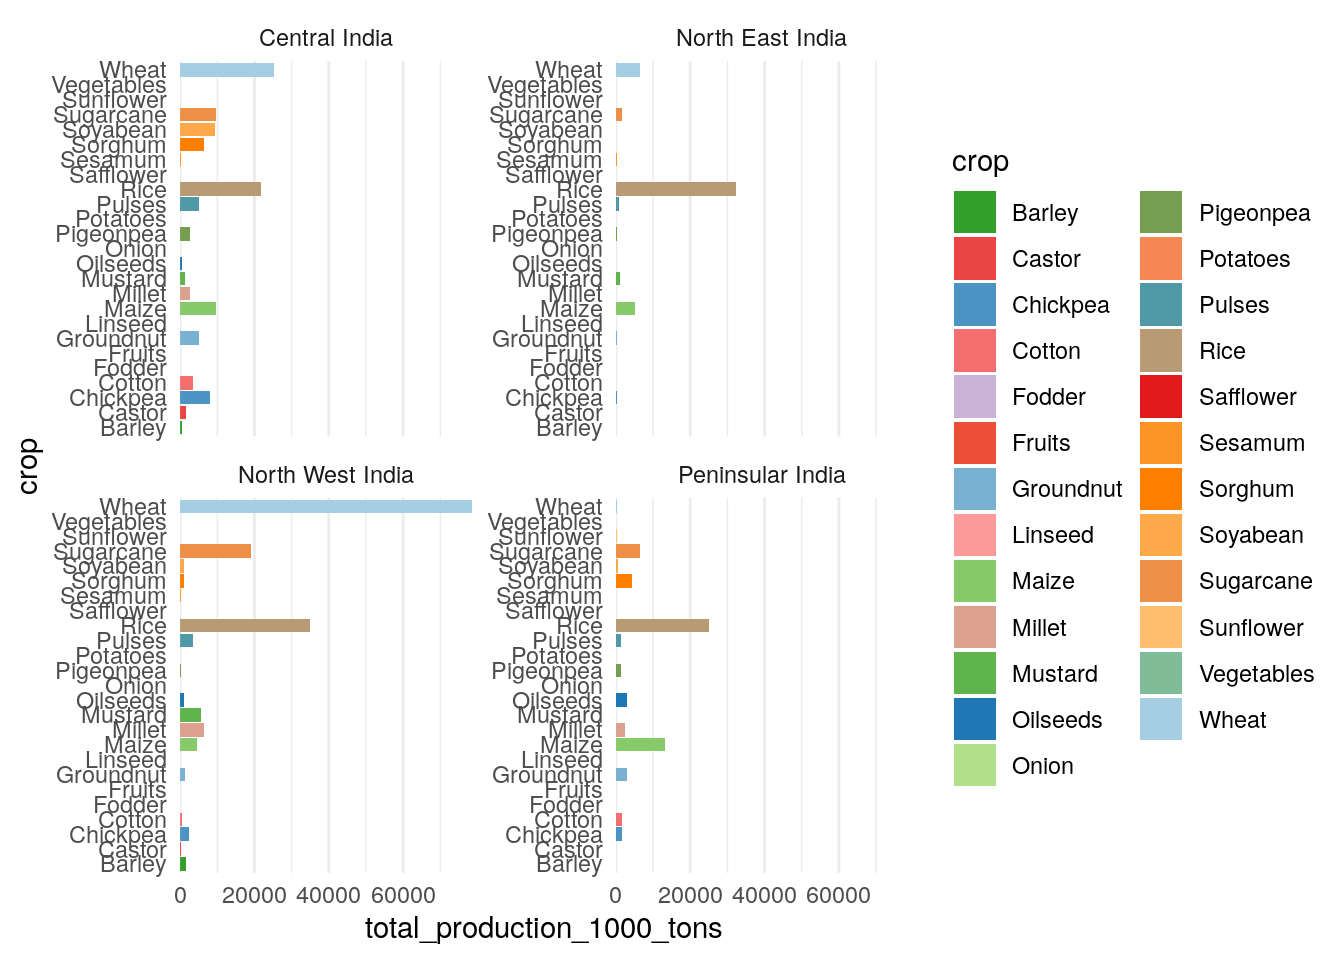 Central India
Wheat
Vegetables
Sunflower
Sugarcane
Soyabean
Sorghum
Sesamum
Safflower
Rice
Pulses
Potatoes
Pigeonpea
Onion
Oilseeds
Mustard
Millet
Maize
Linseed
Groundnut
Fruits
Fodder
Cotton
Chickpea
Castor
Barley
North East India
Wheat
Vegetables
Sunflower
Sugarcane
Soyabean
Sorghum
Sesamum
Safflower
Rice
Pulses
Potatoes
Pigeonpea
Onion
Oilseeds
Mustard
Millet
Maize
Linseed
Groundnut
Fruits
Fodder
Cotton
Chickpea
Castor
Barley
crop
North West India
Wheat
Vegetables
Sunflower
Sugarcane
Soyabean
Sorghum
Sesamum
Safflower
Rice
Pulses
Potatoes
Pigeonpea
Onion
Oilseeds
Mustard
Millet
Maize
Linseed
Groundnut
Fruits
Fodder
Cotton
Chickpea
Castor
Barley
0 20000 40000 60000
Peninsular India
Wheat
Vegetables
Sunflower
Sugarcane
Soyabean
Sorghum
Sesamum
Safflower
Rice
Pulses
Potatoes
Pigeonpea
Onion
Oilseeds
Mustard
Millet
Maize
Linseed
Groundnut
Fruits
Fodder
Cotton
Chickpea
Castor
Barley
0 20000 40000 60000
total_production_1000_tons
crop
Barley
Castor
Chickpea
Cotton
Fodder
Fruits
Groundnut
Linseed
Maize
Millet
Mustard
Oilseeds
Onion
Pigeonpea
Potatoes
Pulses
Rice
Safflower
Sesamum
Sorghum
Soyabean
Sugarcane
Sunflower
Vegetables
Wheat